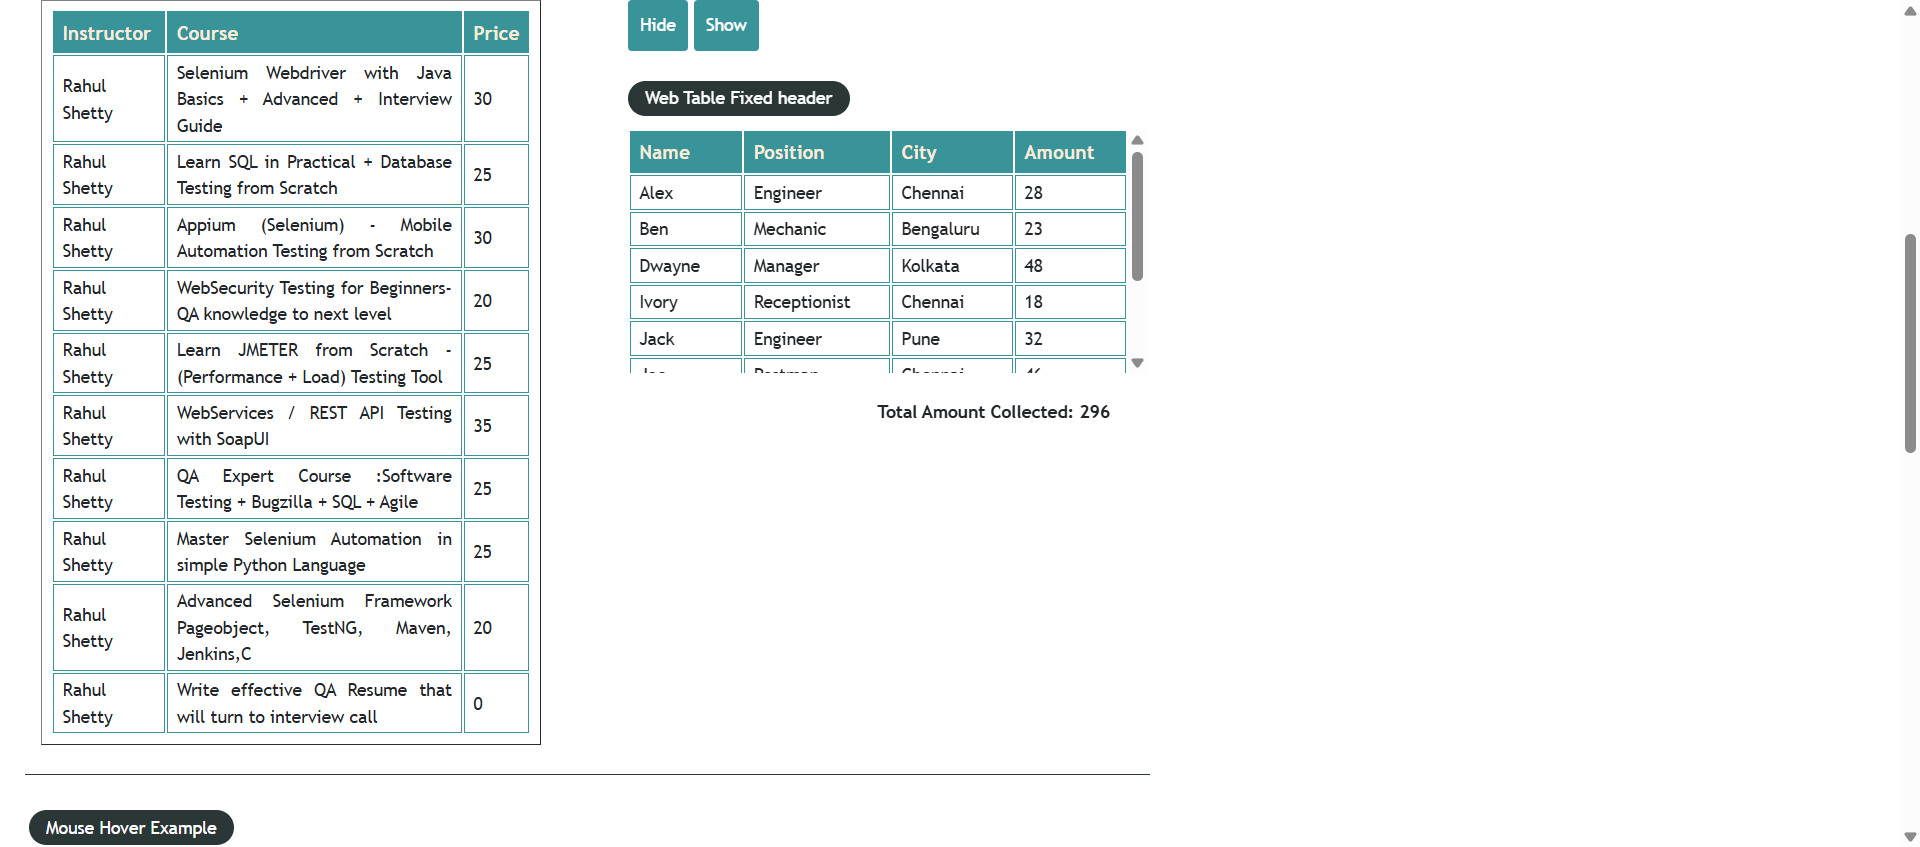 Instructor Course Price
Rahul Shetty Selenium Webdriver with Java Basics + Advanced + Interview Guide 30
Rahul Shetty Learn SQL in Practical + Database Testing from Scratch 25
Rahul Shetty Appium (Selenium) - Mobile Automation Testing from Scratch 30
Rahul Shetty WebSecurity Testing for Beginners-QA knowledge to next level 20
Rahul Shetty Learn JMETER from Scratch - (Performance + Load) Testing Tool 25
Rahul Shetty WebServices / REST API Testing with SoapUI 35
Rahul Shetty QA Expert Course :Software Testing + Bugzilla + SQL + Agile 25
Rahul Shetty Master Selenium Automation in simple Python Language 25
Rahul Shetty Advanced Selenium Framework Pageobject, TestNG, Maven, Jenkins,C 20
Rahul Shetty Write effective QA Resume that will turn to interview call 0
Hide Show
Web Table Fixed header
Name Position City Amount
Alex Engineer Chennai 28
Ben Mechanic Bengaluru 23
Dwayne Manager Kolkata 48
Ivory Receptionist Chennai 18
Jack Engineer Pune 32
Total Amount Collected: 296
Mouse Hover Example